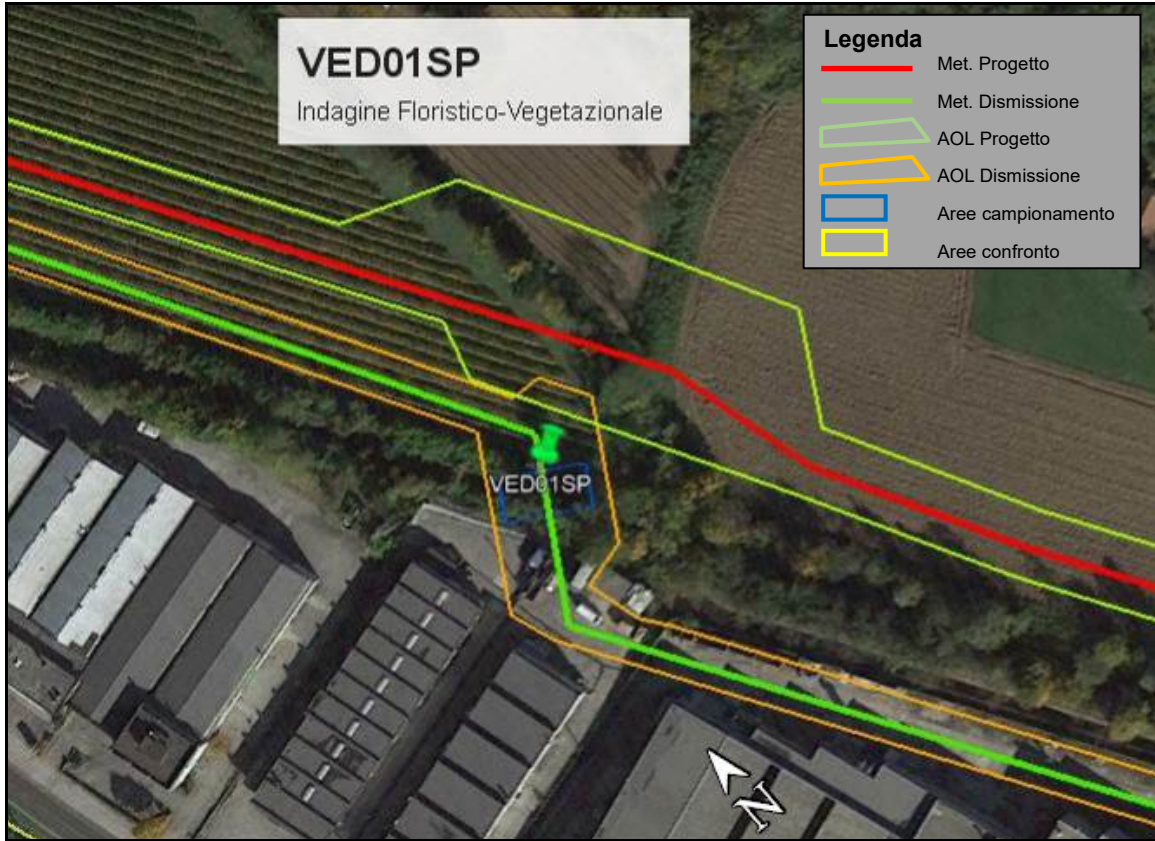 VED01SP
Indagine Floristico-Vegetazionale
Legenda
Met. Progetto
Met. Dismissione
AOL Progetto
AOL Dismissione
Aree campionamento
Aree confronto
VED01SP
N